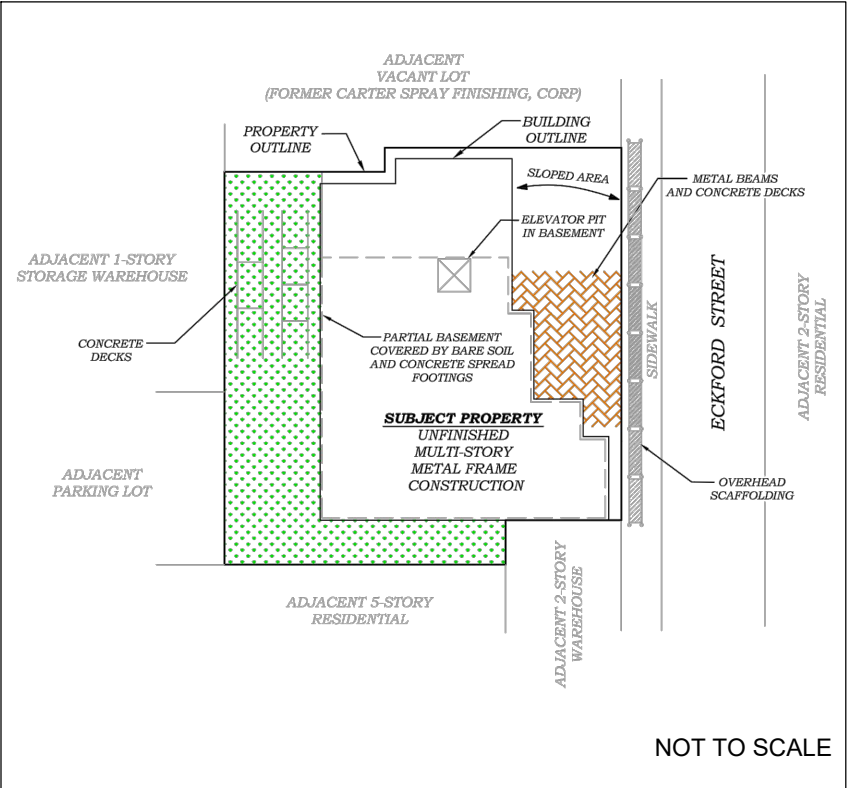 ADJACENT
VACANT LOT
(FORMER CARTER SPRAY FINISHING, CORP)
PROPERTY
OUTLINE
BUILDING
OUTLINE
SLOPED AREA
METAL BEAMS
AND CONCRETE DECKS
ELEVATOR PIT
IN BASEMENT
ADJACENT 1-STORY
STORAGE WAREHOUSE
CONCRETE
DECKS
PARTIAL BASEMENT
COVERED BY BARE SOIL
AND CONCRETE SPREAD
FOOTINGS
SIDEWALK
ECKFORD STREET
ADJACENT 2-STORY
RESIDENTIAL
SUBJECT PROPERTY
UNFINISHED
MULTI-STORY
METAL FRAME
CONSTRUCTION
ADJACENT
PARKING LOT
OVERHEAD
SCAFFOLDING
ADJACENT 5-STORY
RESIDENTIAL
ADJACENT 2-STORY
WAREHOUSE
NOT TO SCALE